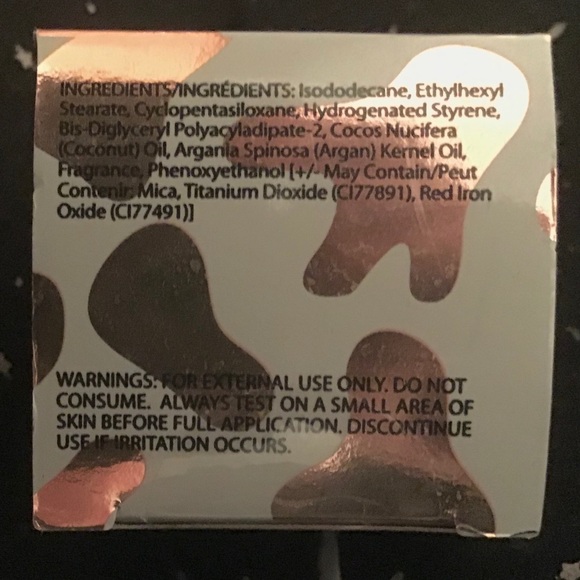 INGREDIENTS/INGRÉDIENTS: Isododecane, Ethylhexyl
Stearate, Cyclopentasiloxane, Hydrogenated Styrene,
Bis-Diglyceryl Polyacyladipate-2, Cocos Nucifera
(Coconut) Oil, Argania Spinosa (Argan) Kernel Oil,
Fragrance, Phenoxyethanol [+/- May Contain/Peut
Contenir: Mica, Titanium Dioxide (CI77891), Red Iron
Oxide (CI77491)]
WARNINGS: FOR EXTERNAL USE ONLY. DO NOT
CONSUME. ALWAYS TEST ON A SMALL AREA OF
SKIN BEFORE FULL APPLICATION. DISCONTINUE
USE IF IRRITATION OCCURS.